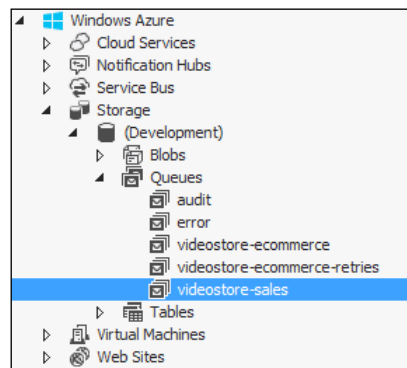 Windows Azure
Cloud Services
Notification Hubs
Service Bus
Storage
(Development)
Blobs
Queues
audit
error
videostore-ecommerce
videostore-ecommerce-retries
videostore-sales
Tables
Virtual Machines
Web Sites